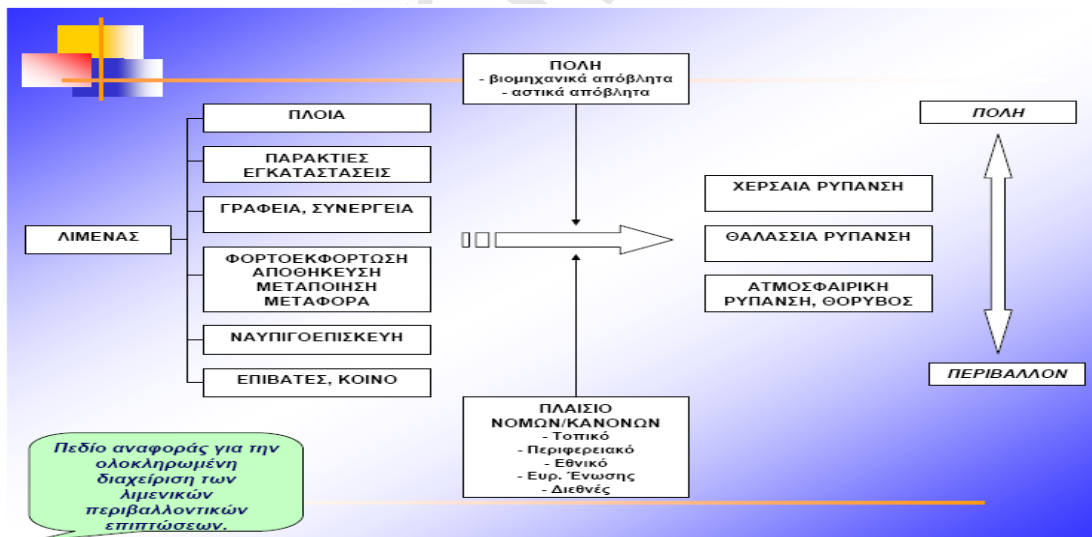 ΠΟΛΗ
- βιομηχανικά απόβλητα
- αστικά απόβλητα
ΛΙΜΕΝΑΣ
ΠΛΟΙΑ
ΠΑΡΑΚΤΙΕΣ
ΕΓΚΑΤΑΣΤΑΣΕΙΣ
ΓΡΑΦΕΙΑ, ΣΥΝΕΡΓΕΙΑ
ΦΟΡΤΟΕΚΦΟΡΤΩΣΗ
ΑΠΟΘΗΚΕΥΣΗ
ΜΕΤΑΠΟΙΗΣΗ
ΜΕΤΑΦΟΡΑ
ΝΑΥΠΙΓΟΕΠΙΣΚΕΥΗ
ΕΠΙΒΑΤΕΣ, ΚΟΙΝΟ
ΠΛΑΙΣΙΟ
ΝΟΜΩΝ/ΚΑΝΟΝΩΝ
- Τοπικό
- Περιφερειακό
- Εθνικό
- Ευρ. Ένωσης
- Διεθνές
ΧΕΡΣΑΙΑ ΡΥΠΑΝΣΗ
ΘΑΛΑΣΣΙΑ ΡΥΠΑΝΣΗ
ΑΤΜΟΣΦΑΙΡΙΚΗ
ΡΥΠΑΝΣΗ, ΘΟΡΥΒΟΣ
ΠΟΛΗ
ΠΕΡΙΒΑΛΛΟΝ
Πεδίο αναφοράς για την
ολοκληρωμένη
διαχείριση των
λιμενικών
περιβαλλοντικών
επιπτώσεων.